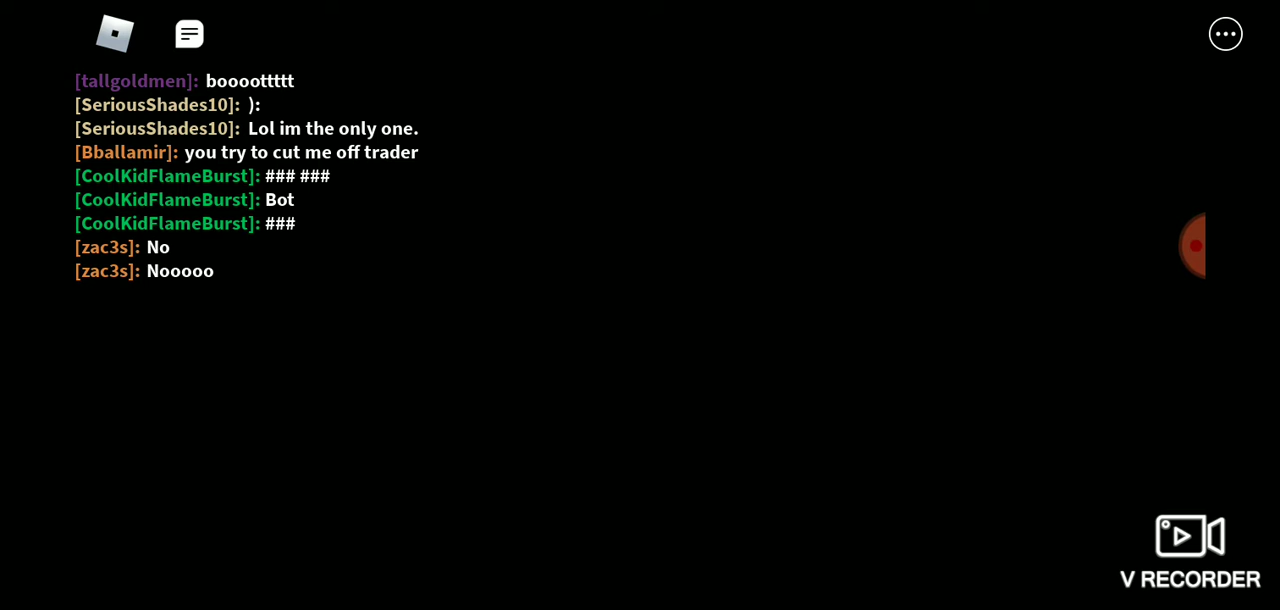 [tallgoldmen]: boooottttt
[SeriousShades10]: ):
[SeriousShades10]: Lol im the only one.
[Bballamir]: you try to cut me off trader
[CoolKidFlameBurst]: ### ###
[CoolKidFlameBurst]: Bot
[CoolKidFlameBurst]: ###
[zac3s]: No
[zac3s]: Nooooo
V RECORDER